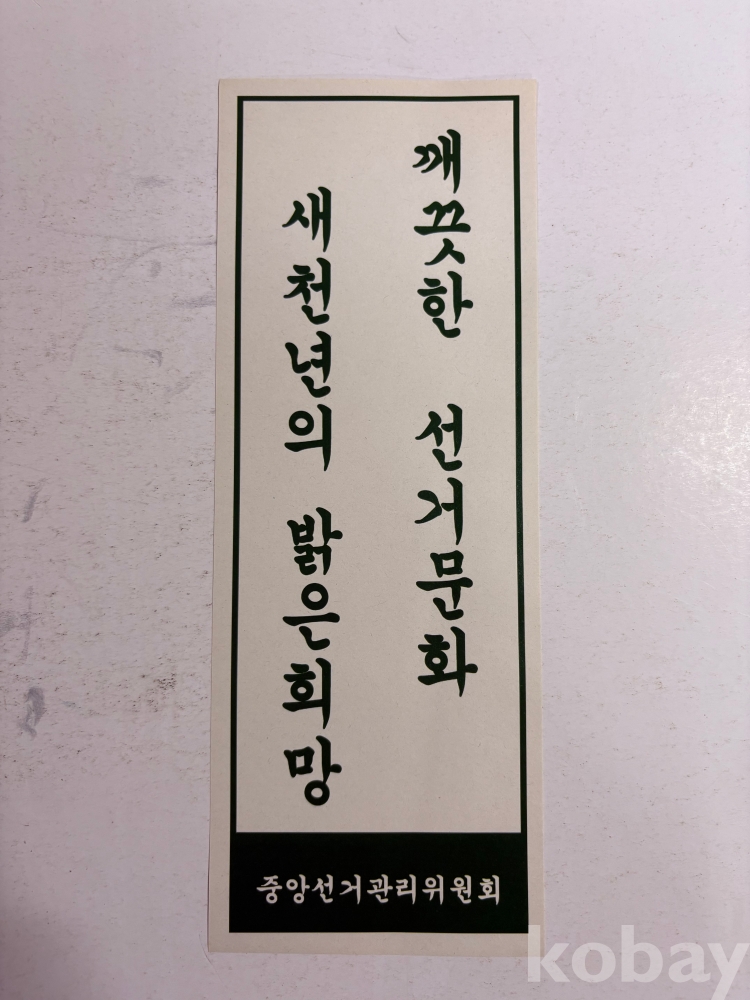 깨끗한 선거문화
새천년의 밝은희망
중앙선거관리위원회
kobay